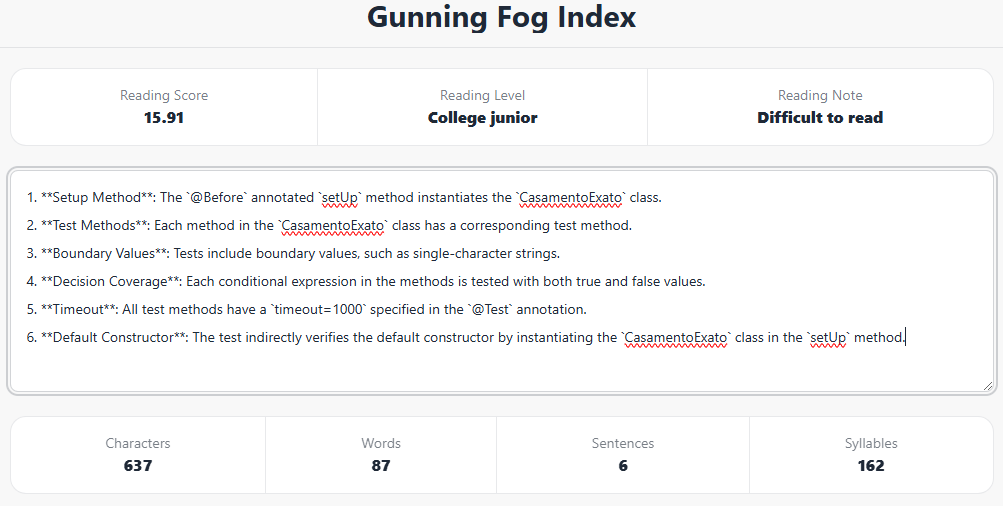 Gunning Fog Index
Reading Score
15.91
Reading Level
College junior
Reading Note
Difficult to read
1. **Setup Method**: The `@Before` annotated `setUp` method instantiates the `CasamentoExato` class.
2. **Test Methods**: Each method in the `CasamentoExato` class has a corresponding test method.
3. **Boundary Values**: Tests include boundary values, such as single-character strings.
4. **Decision Coverage**: Each conditional expression in the methods is tested with both true and false values.
5. **Timeout**: All test methods have a `timeout=1000` specified in the `@Test` annotation.
6. **Default Constructor**: The test indirectly verifies the default constructor by instantiating the `CasamentoExato` class in the `setUp` method.
Characters
637
Words
87
Sentences
6
Syllables
162